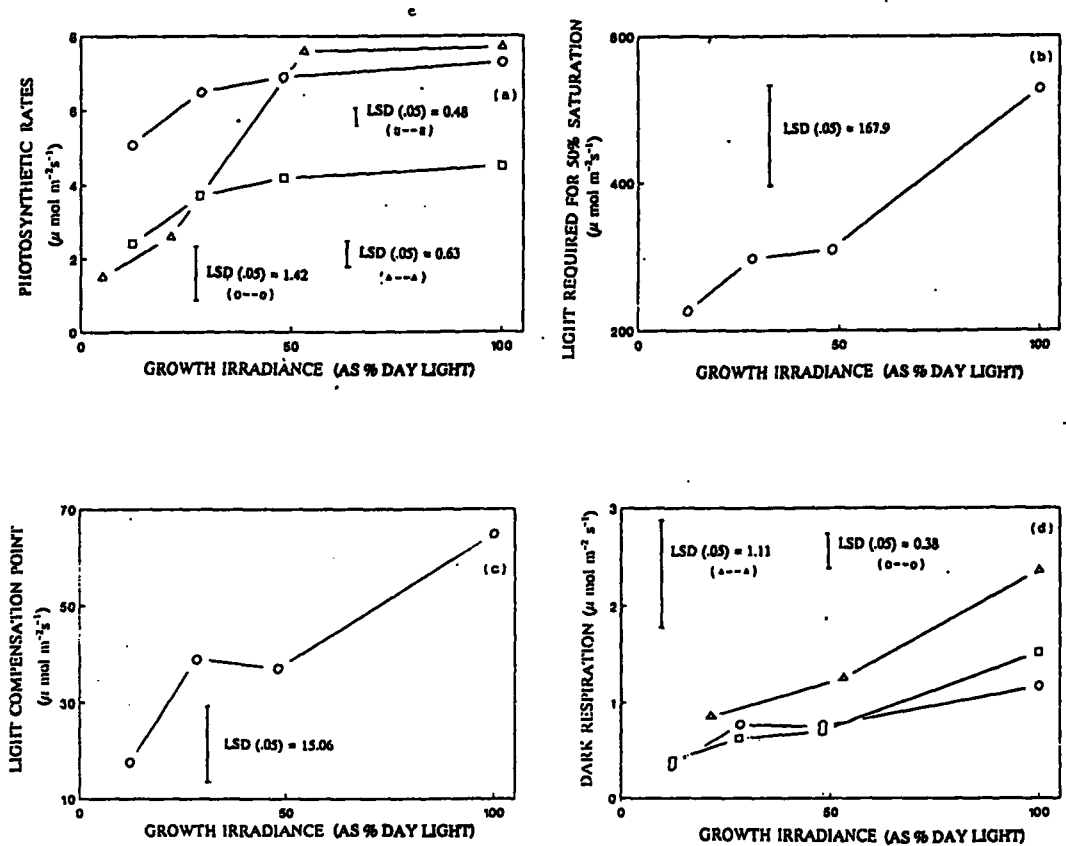 e
8
6
4
2
0
0
50
100
PHOTOSYNTHETIC RATES
(μ mol m⁻²s⁻¹)
GROWTH IRRADIANCE (AS % DAY LIGHT)
(a)
LSD (.05) = 0.48
(□--□)
LSD (.05) = 1.42
(o--o)
LSD (.05) = 0.63
(△--△)
600
400
200
0
50
100
LIGHT REQUIRED FOR 50% SATURATION
(μ mol m⁻²s⁻¹)
GROWTH IRRADIANCE (AS % DAY LIGHT)
(b)
LSD (.05) = 167.9
70
50
30
10
0
50
100
LIGHT COMPENSATION POINT
(μ mol m⁻²s⁻¹)
GROWTH IRRADIANCE (AS % DAY LIGHT)
(c)
LSD (.05) = 15.06
3
2
1
0
0
50
100
DARK RESPIRATION (μ mol m⁻² s⁻¹)
GROWTH IRRADIANCE (AS % DAY LIGHT)
(d)
LSD (.05) = 1.11
(△--△)
LSD (.05) = 0.38
(o--o)